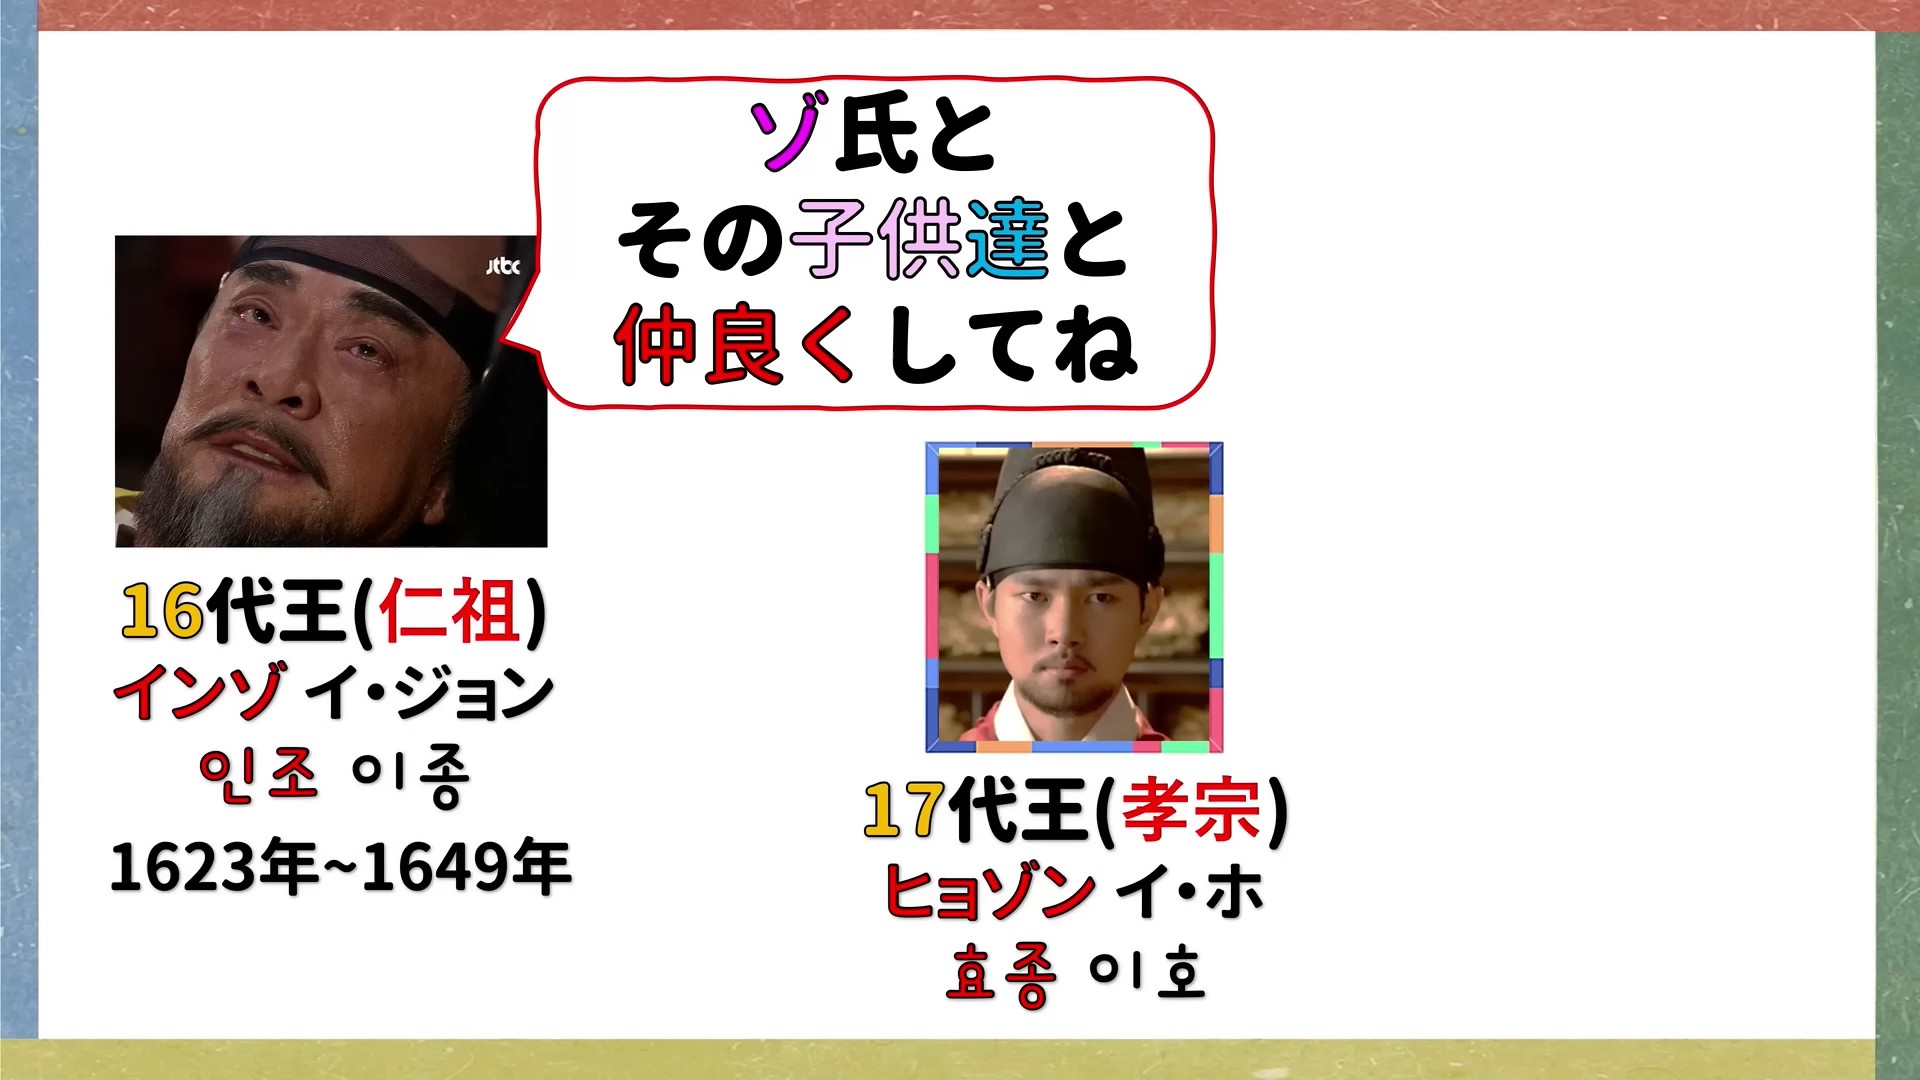 ゾ氏と
その子供達と
仲良くしてね
jtbc
16代王(仁祖)
インゾ イ・ジョン
인조 이종
1623年~1649年
17代王(孝宗)
ヒョゾン イ・ホ
효종 이호